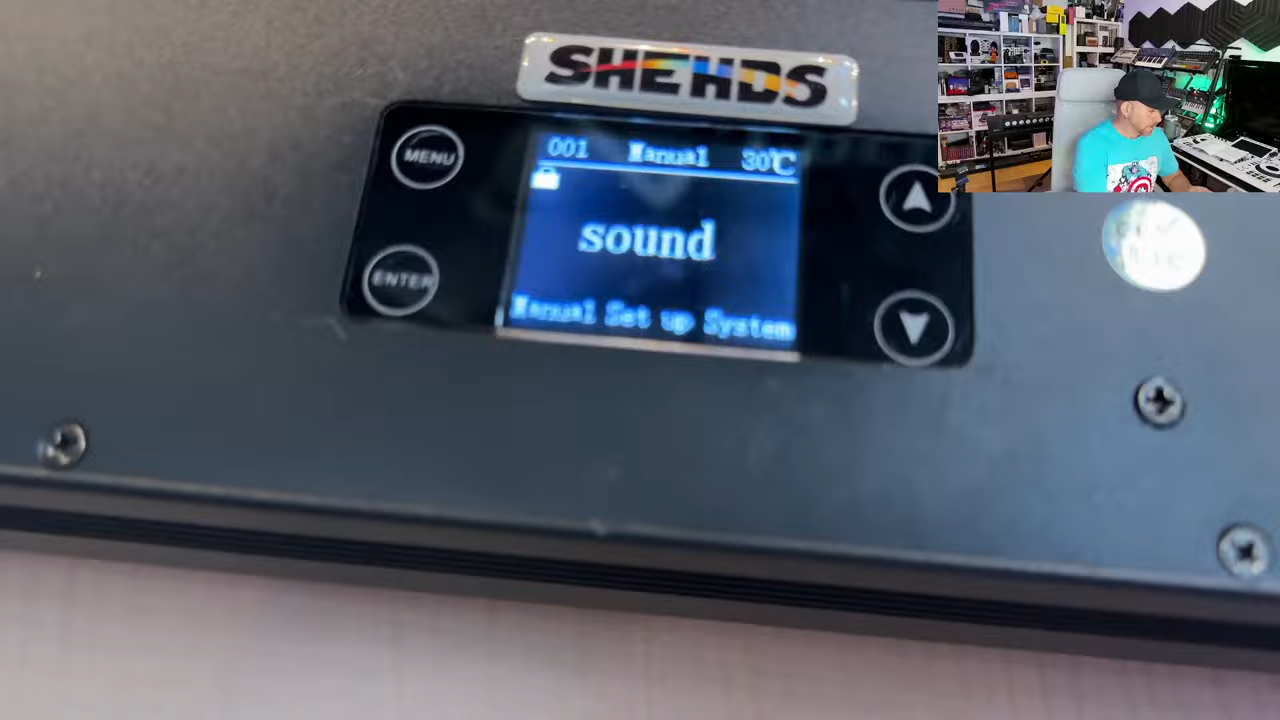 SHEHDS
MENU
001 Manual 30℃
sound
ENTER
Manual Set up System